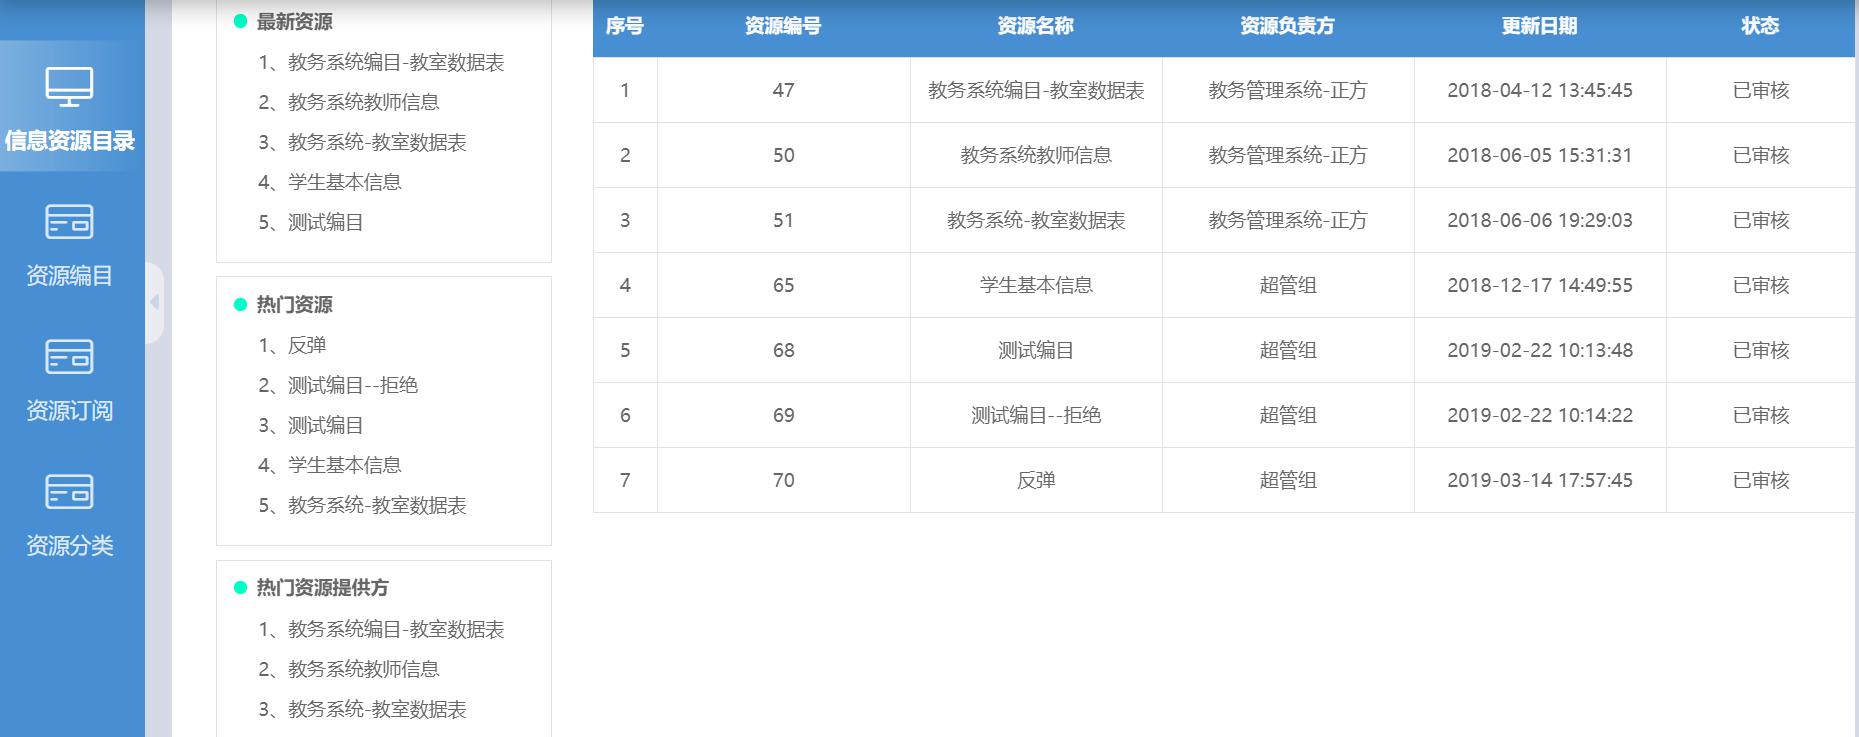 信息资源目录
资源编目
资源订阅
资源分类
最新资源
1、教务系统编目-教室数据表
2、教务系统教师信息
3、教务系统-教室数据表
4、学生基本信息
5、测试编目
热门资源
1、反弹
2、测试编目--拒绝
3、测试编目
4、学生基本信息
5、教务系统-教室数据表
热门资源提供方
1、教务系统编目-教室数据表
2、教务系统教师信息
3、教务系统-教室数据表
序号 资源编号 资源名称 资源负责方 更新日期 状态
1 47 教务系统编目-教室数据表 教务管理系统-正方 2018-04-12 13:45:45 已审核
2 50 教务系统教师信息 教务管理系统-正方 2018-06-05 15:31:31 已审核
3 51 教务系统-教室数据表 教务管理系统-正方 2018-06-06 19:29:03 已审核
4 65 学生基本信息 超管组 2018-12-17 14:49:55 已审核
5 68 测试编目 超管组 2019-02-22 10:13:48 已审核
6 69 测试编目--拒绝 超管组 2019-02-22 10:14:22 已审核
7 70 反弹 超管组 2019-03-14 17:57:45 已审核